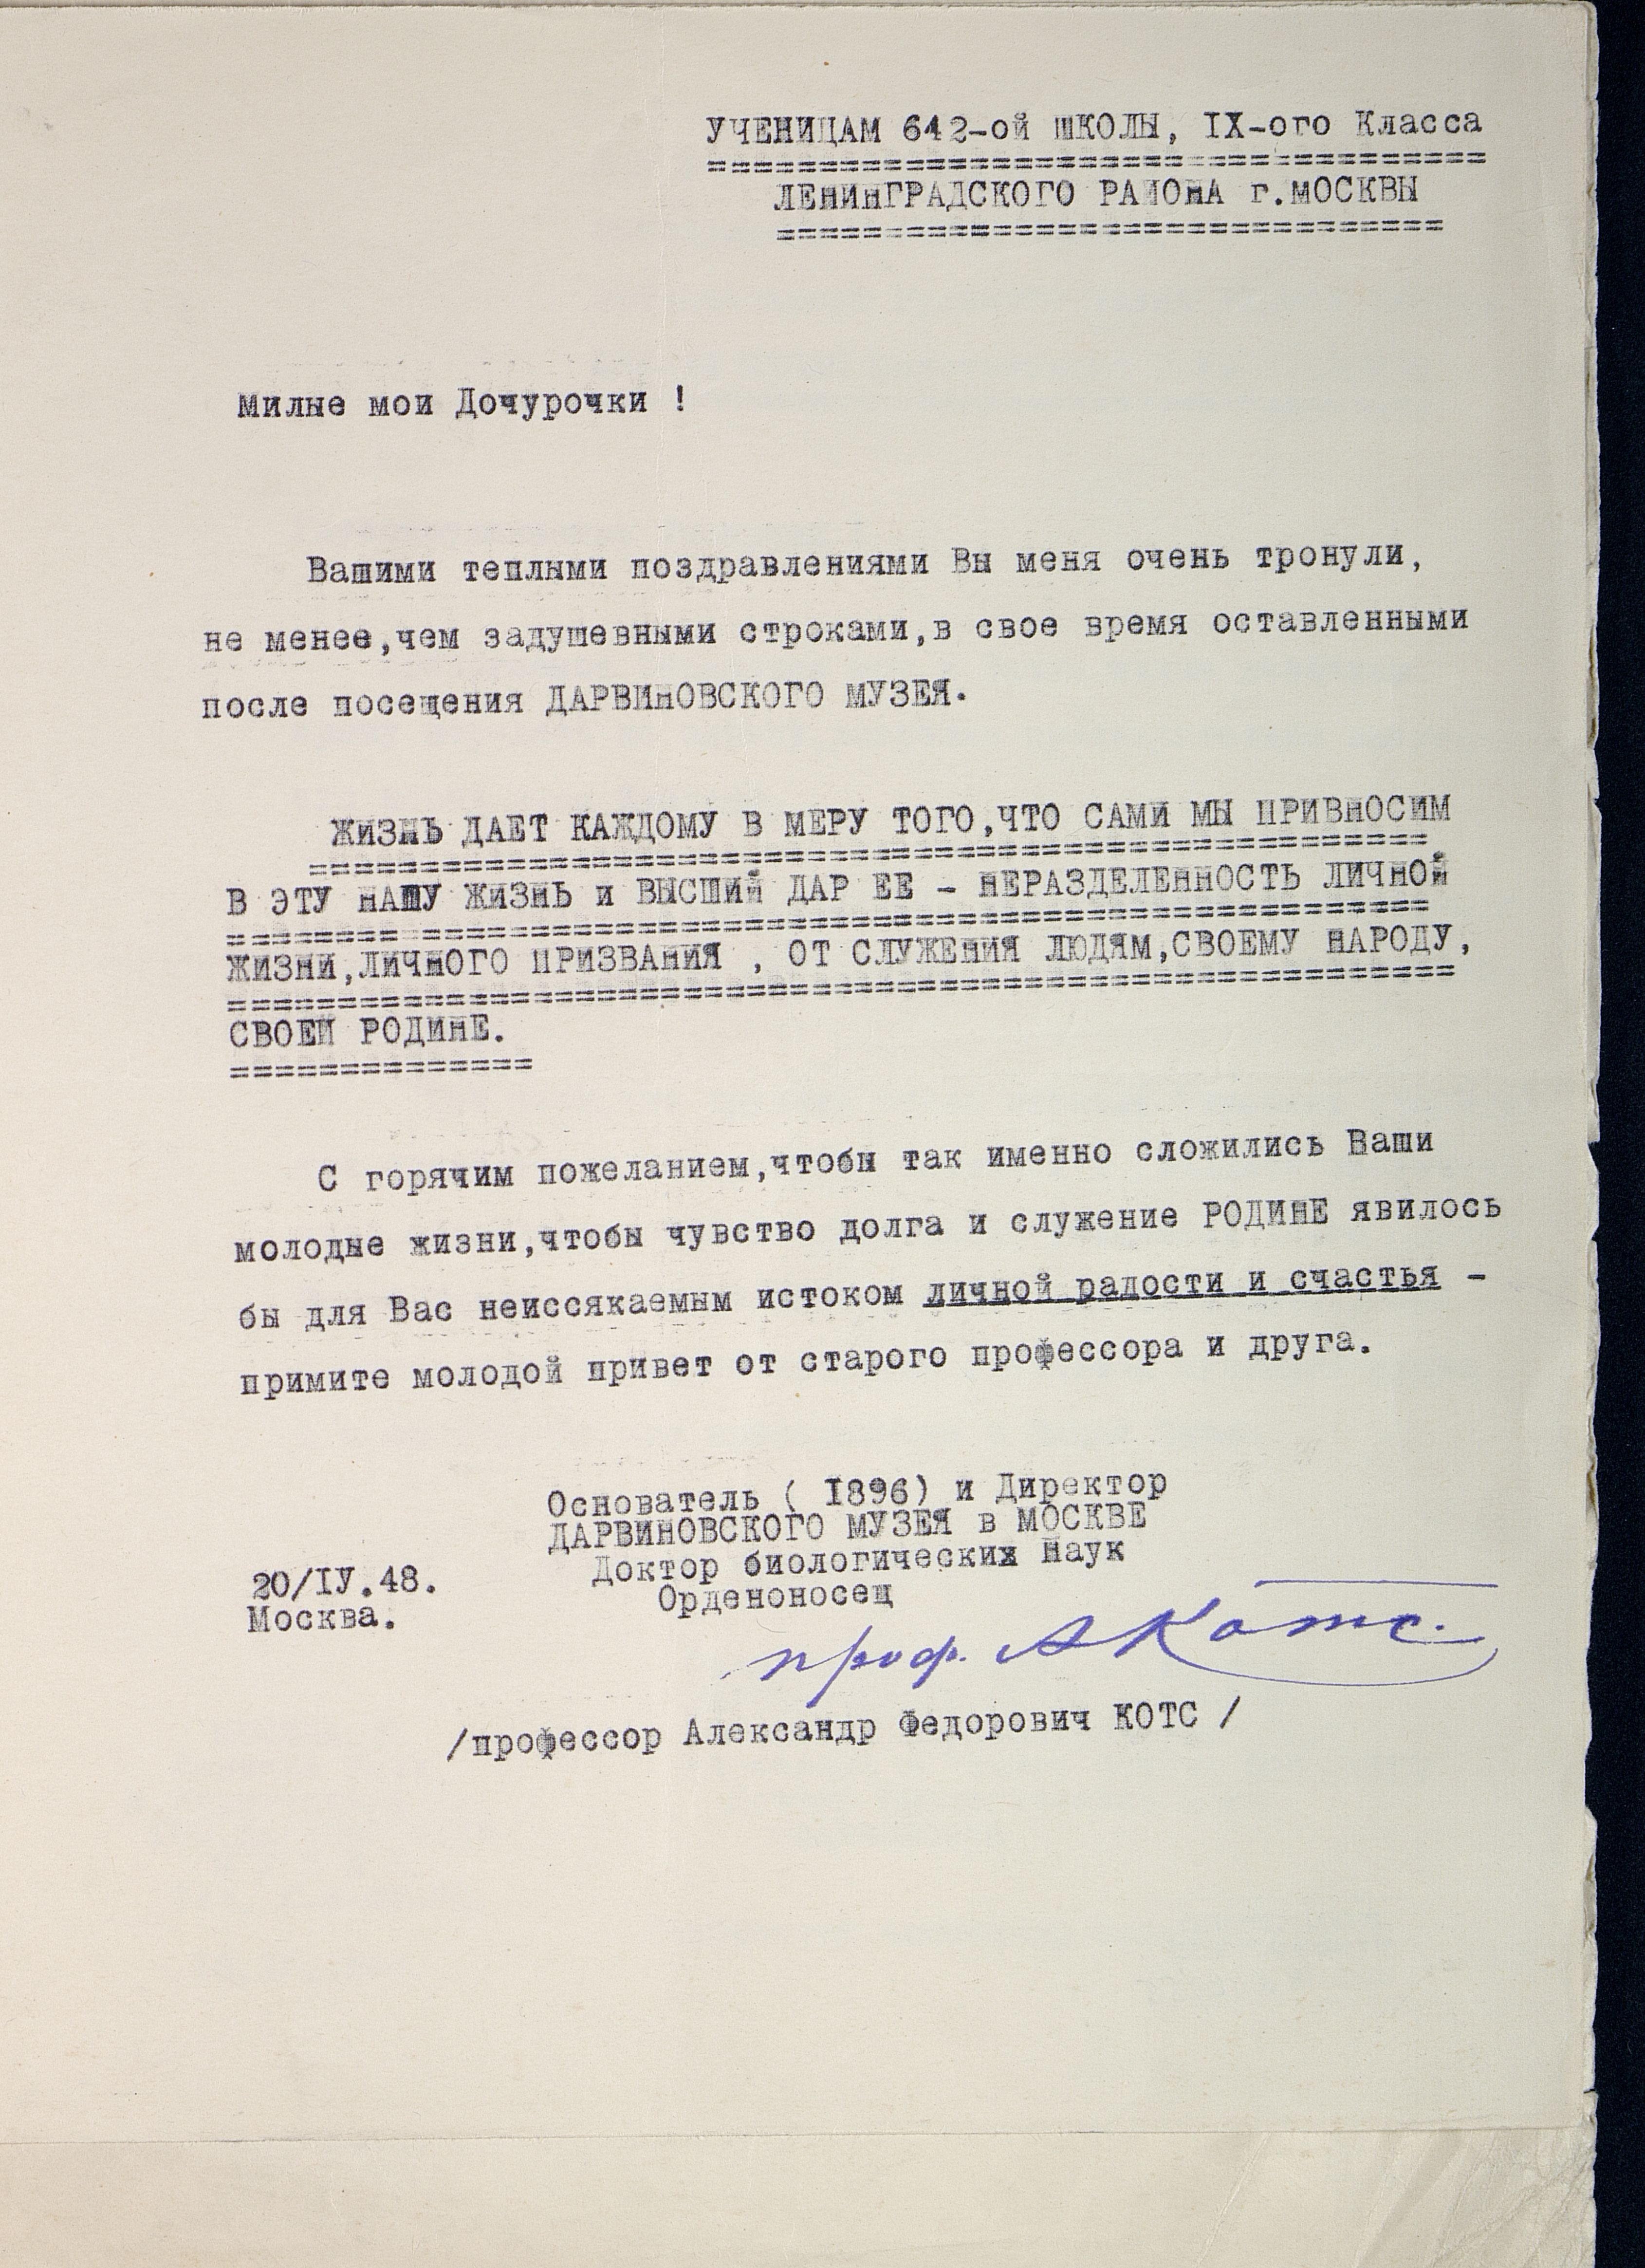 УЧЕНИЦАМ 642-ой ШКОЛЫ, IX-ого Класса
===================================
ЛЕНИНГРАДСКОГО РАЙОНА г.МОСКВЫ
===============================
Милые мои Дочурочки !
Вашими теплыми поздравлениями Вы меня очень тронули,
не менее,чем задушевными строками,в свое время оставленными
после посещения ДАРВИНОВСКОГО МУЗЕЯ.
ЖИЗНЬ ДАЕТ КАЖДОМУ В МЕРУ ТОГО,ЧТО САМИ МЫ ПРИВНОСИМ
===================================================
В ЭТУ НАШУ ЖИЗНЬ и ВЫСШИЙ ДАР ЕЕ - НЕРАЗДЕЛЕННОСТЬ ЛИЧНОЙ
=======================================================
ЖИЗНИ,ЛИЧНОГО ПРИЗВАНИЯ , ОТ СЛУЖЕНИЯ ЛЮДЯМ,СВОЕМУ НАРОДУ,
========================================================
СВОЕЙ РОДИНЕ.
==============
С горячим пожеланием,чтобы так именно сложились Ваши
молодые жизни,чтобы чувство долга и служение РОДИНЕ явилось
бы для Вас неиссякаемым истоком личной радости и счастья -
примите молодой привет от старого профессора и друга.
Основатель ( I896) и Директор
ДАРВИНОВСКОГО МУЗЕЯ в МОСКВЕ
Доктор биологических Наук
Орденоносец
20/IУ.48.
Москва.
проф. А Котс.
/профессор Александр Федорович КОТС /